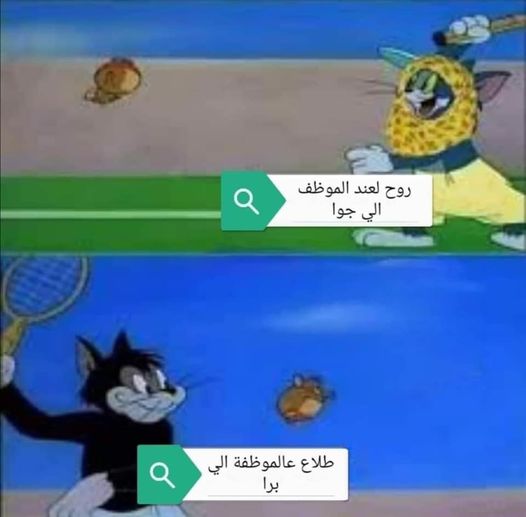 روح لعند الموظف
الي جوا
طلاع عالموظفة الي
برا